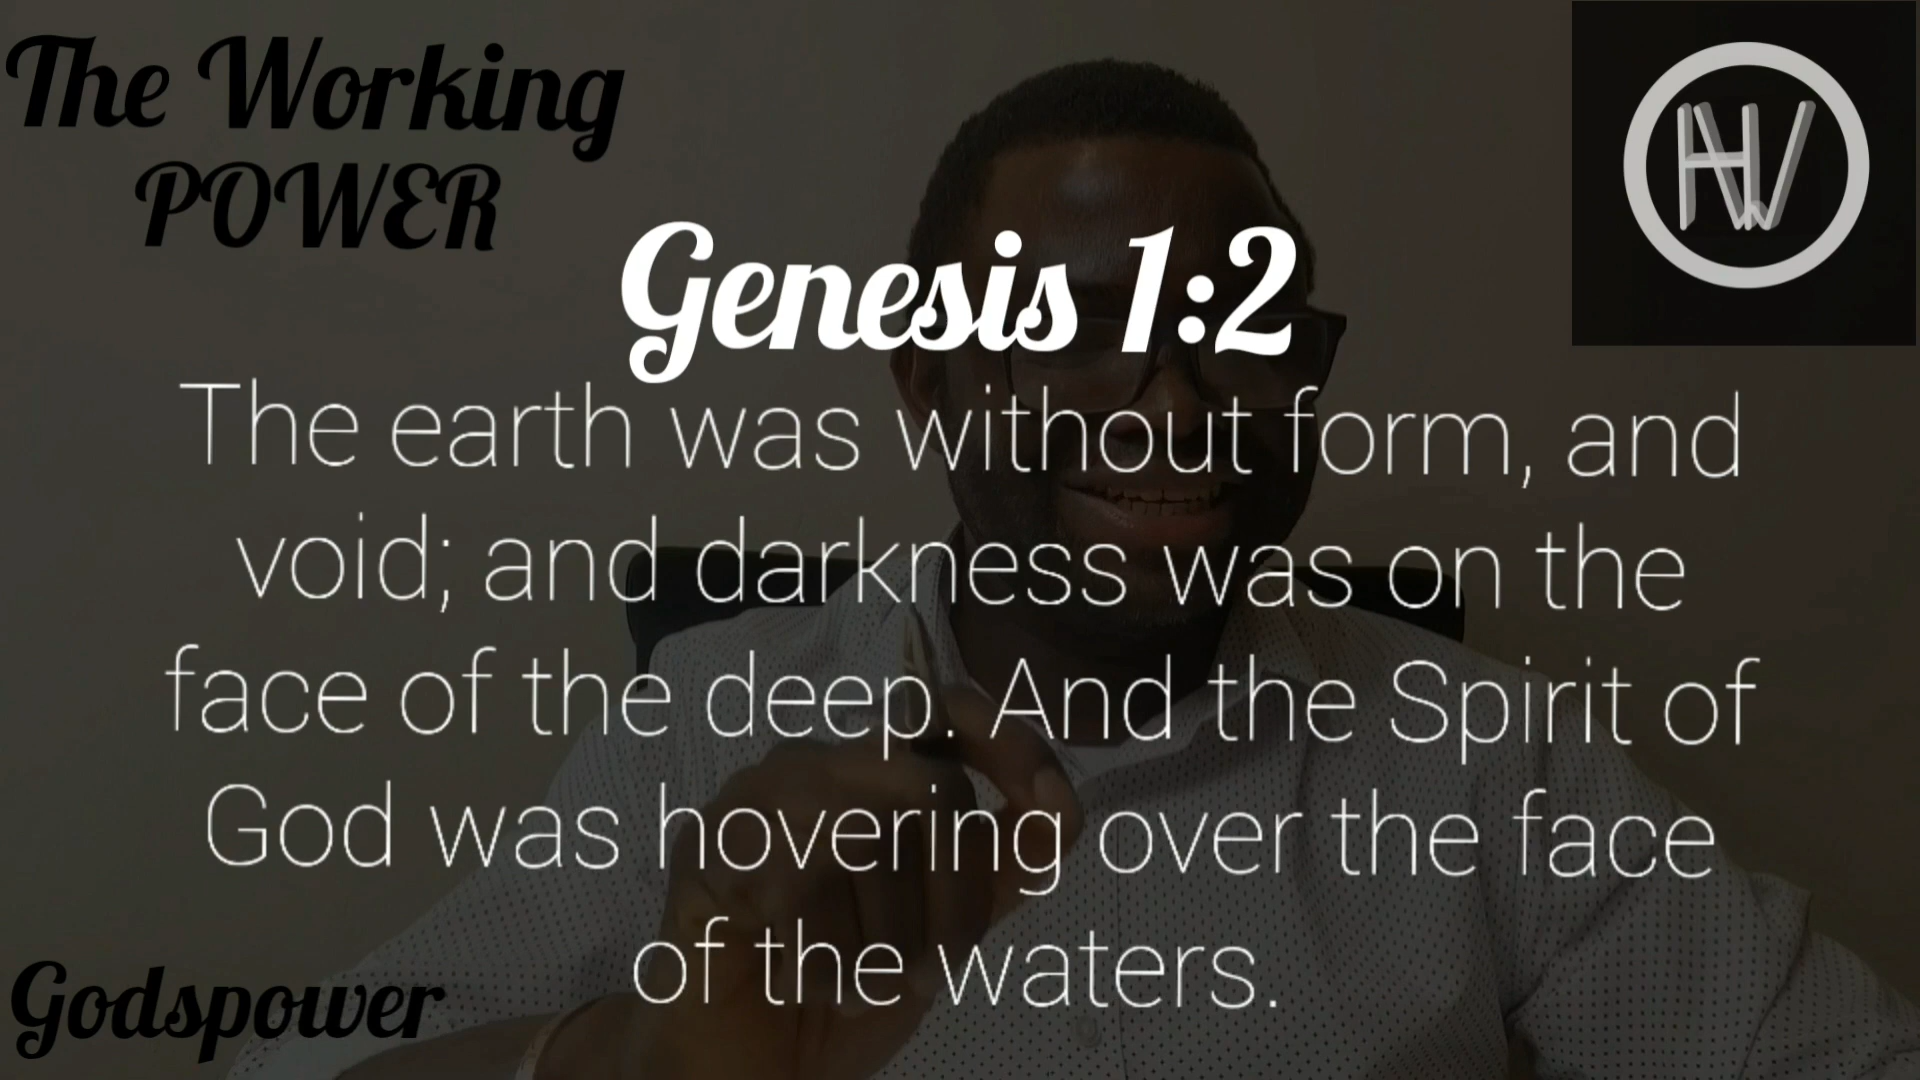 The Working
POWER
HW
Genesis 1:2
The earth was without form, and
void; and darkness was on the
face of the deep. And the Spirit of
God was hovering over the face
of the waters.
Godspower